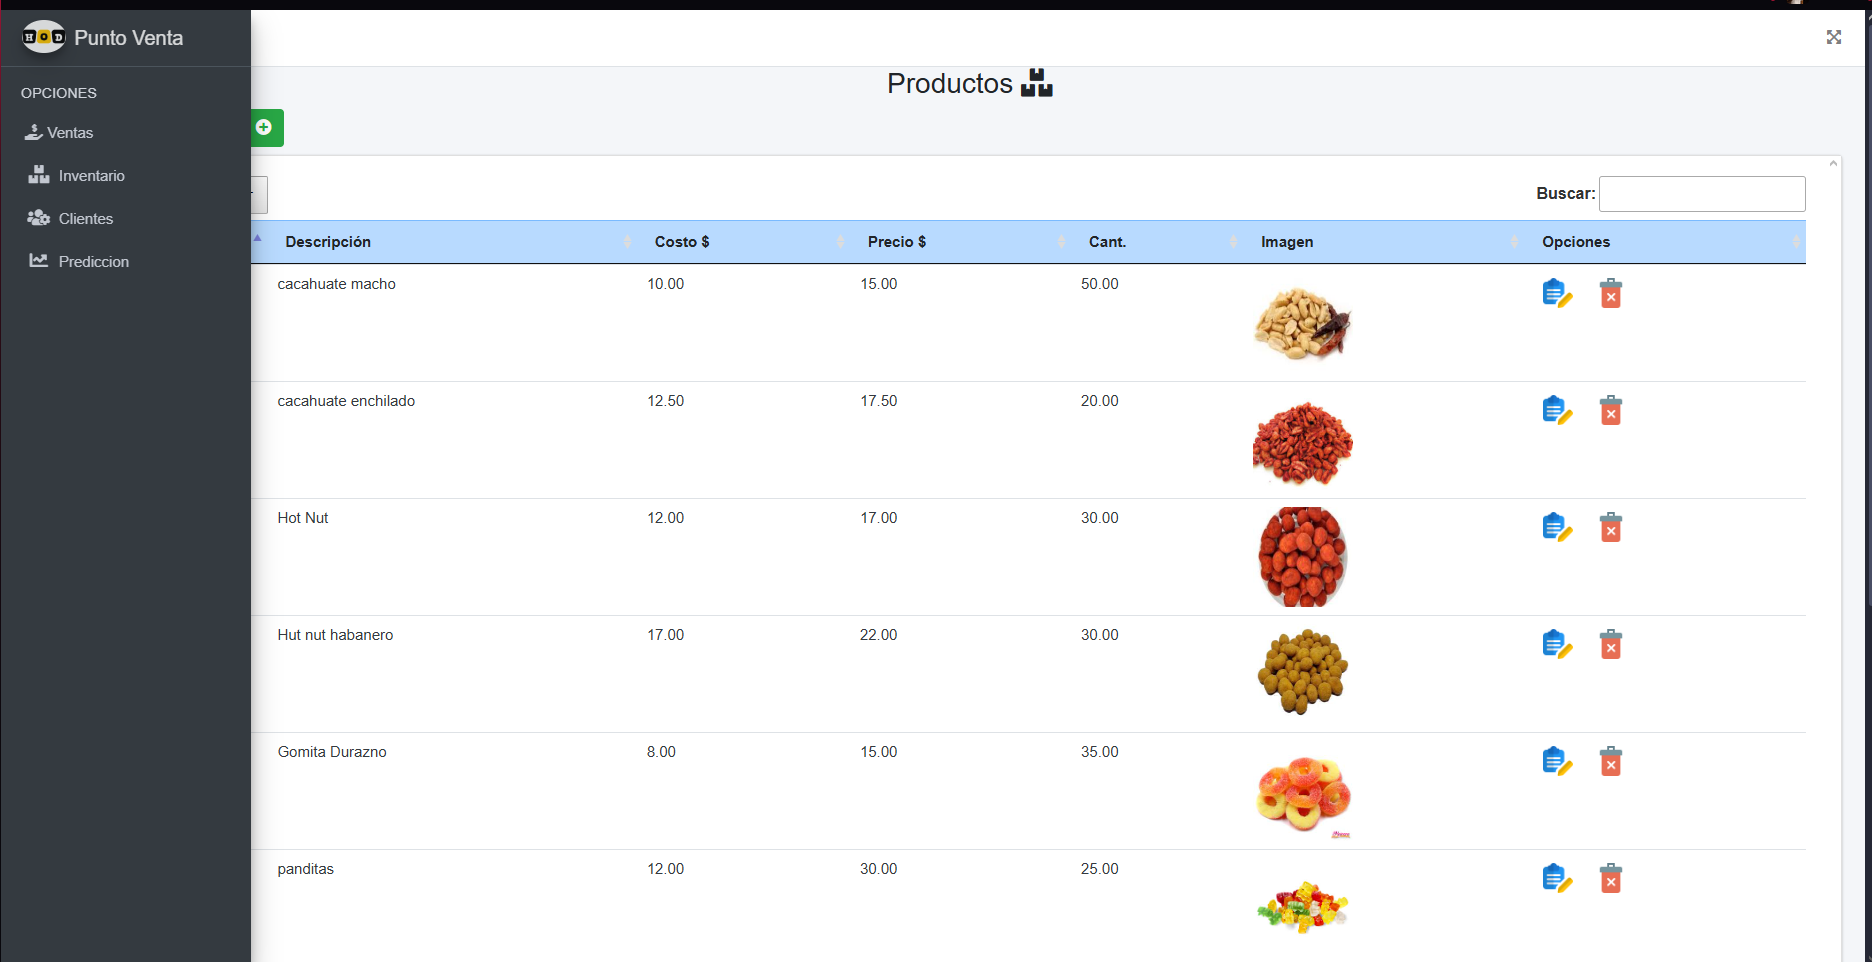 HOD Punto Venta
OPCIONES
Ventas
Inventario
Clientes
Prediccion
Productos
Buscar:
Descripción Costo $ Precio $ Cant. Imagen Opciones
cacahuate macho 10.00 15.00 50.00
cacahuate enchilado 12.50 17.50 20.00
Hot Nut 12.00 17.00 30.00
Hut nut habanero 17.00 22.00 30.00
Gomita Durazno 8.00 15.00 35.00
panditas 12.00 30.00 25.00